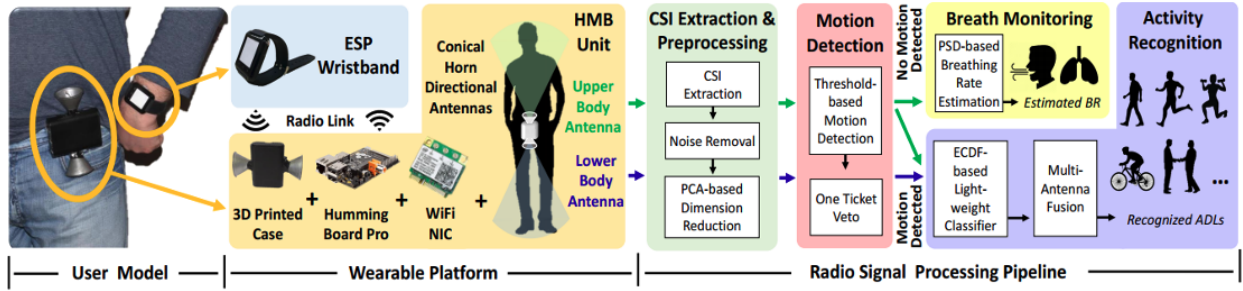 ESP
Wristband
Radio Link
3D Printed
Case
+
Humming
Board Pro
+
WiFi
NIC
+
HMB
Unit
Conical
Horn
Directional
Antennas
Upper
Body
Antenna
Lower
Body
Antenna
CSI Extraction &
Preprocessing
CSI
Extraction
Noise Removal
PCA-based
Dimension
Reduction
Motion
Detection
Threshold-
based
Motion
Detection
One Ticket
Veto
No Motion
Detected
Motion
Detected
Breath Monitoring
PSD-based
Breathing
Rate
Estimation
Estimated BR
Activity
Recognition
ECDF-
based
Light-
weight
Classifier
Multi-
Antenna
Fusion
...
Recognized ADLs
User Model
Wearable Platform
Radio Signal Processing Pipeline